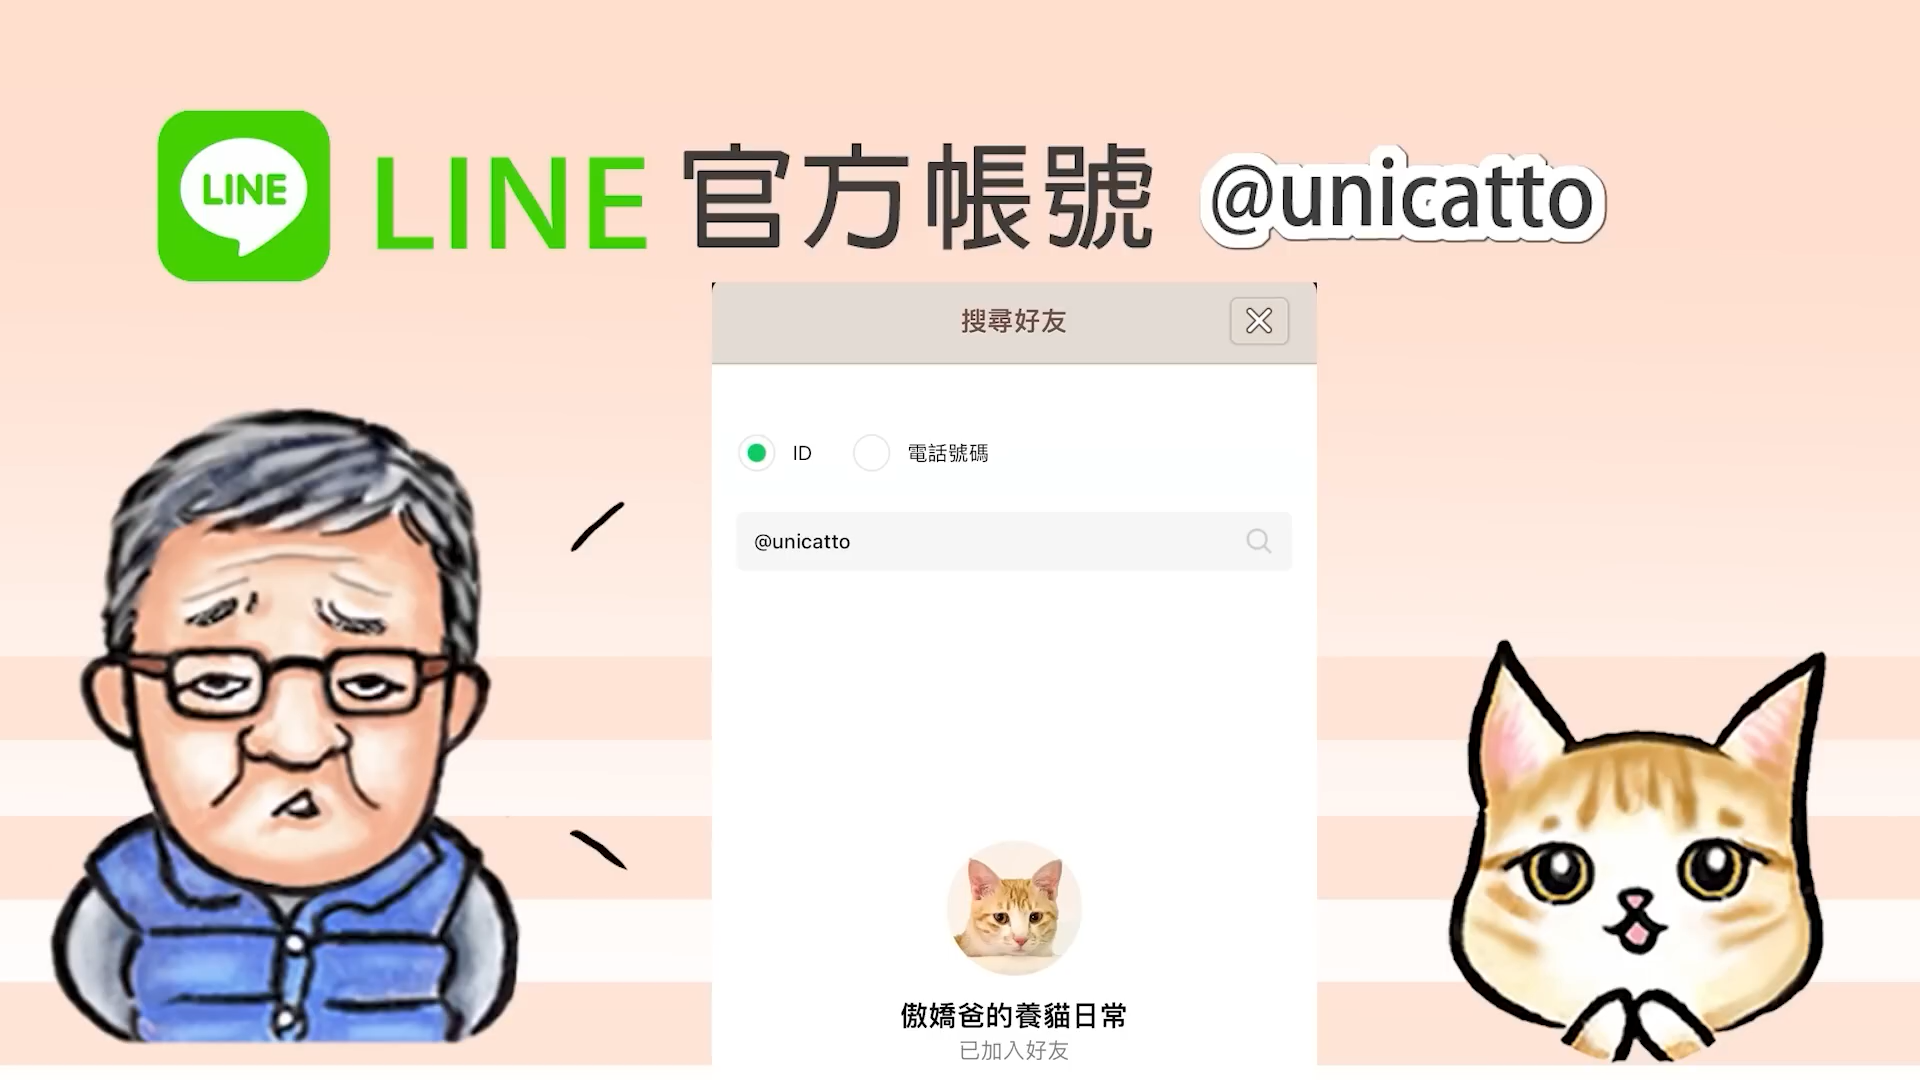 LINE
LINE 官方帳號 @unicatto
搜尋好友
ID 電話號碼
@unicatto
傲嬌爸的養貓日常
已加入好友